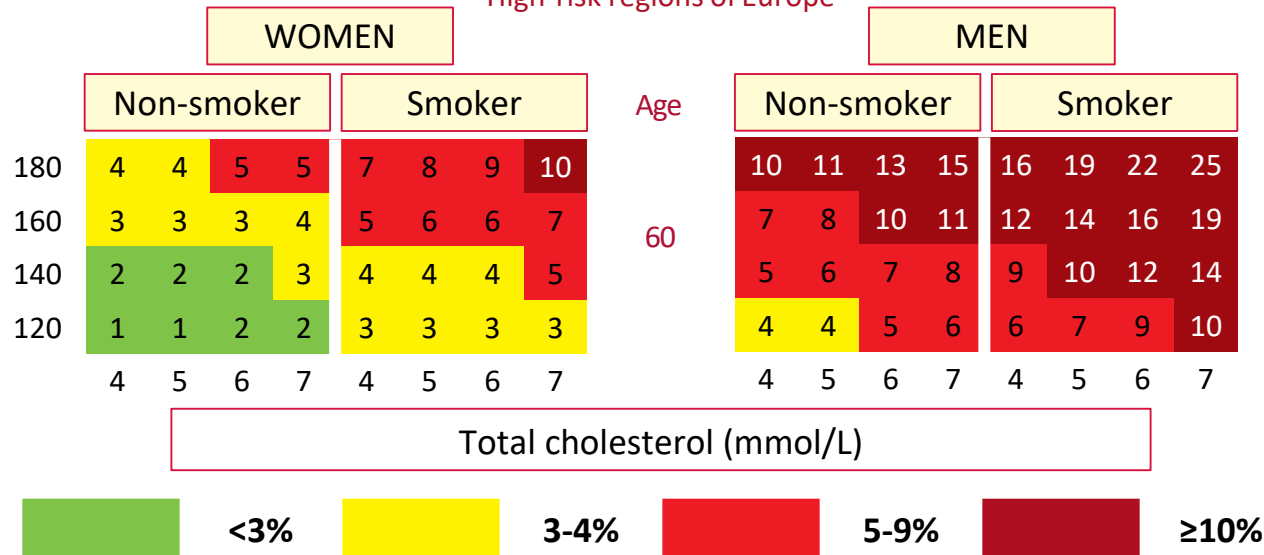 High-risk regions of Europe
WOMEN MEN
Non-smoker Smoker Age Non-smoker Smoker
180 4 4 5 5 7 8 9 10 10 11 13 15 16 19 22 25
160 3 3 3 4 5 6 6 7 7 8 10 11 12 14 16 19
60
140 2 2 2 3 4 4 4 5 5 6 7 8 9 10 12 14
120 1 1 2 2 3 3 3 3 4 4 5 6 6 7 9 10
4 5 6 7 4 5 6 7 4 5 6 7 4 5 6 7
Total cholesterol (mmol/L)
<3% 3-4% 5-9% ≥10%